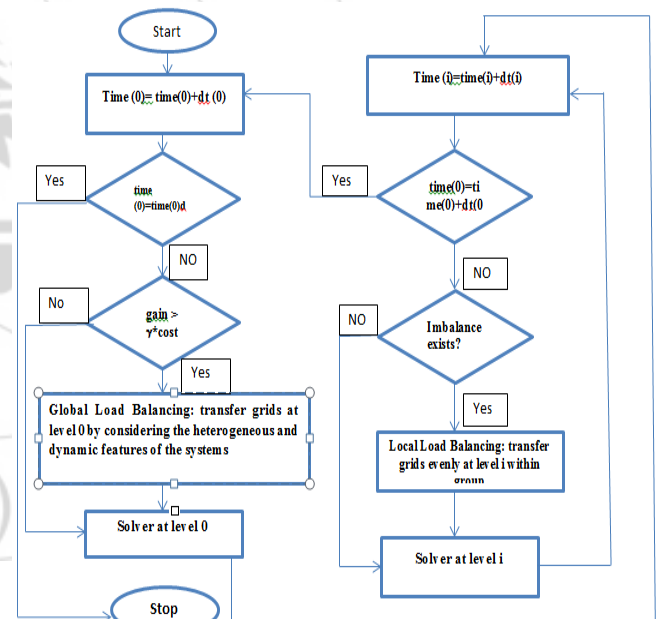 Start
Time (0)= time(0)+dt (0)
Yes
time
(0)=time(0)d
NO
No
gain >
γ*cost
Yes
Global Load Balancing: transfer grids at
level 0 by considering the heterogeneous and
dynamic features of the systems
Solver at level 0
Stop
Time (i)=time(i)+dt(i)
Yes
time(0)=ti
me(0)+dt(0
NO
NO
Imbalance
exists?
Yes
Local Load Balancing: transfer
grids evenly at level i within
group
Solver at level i